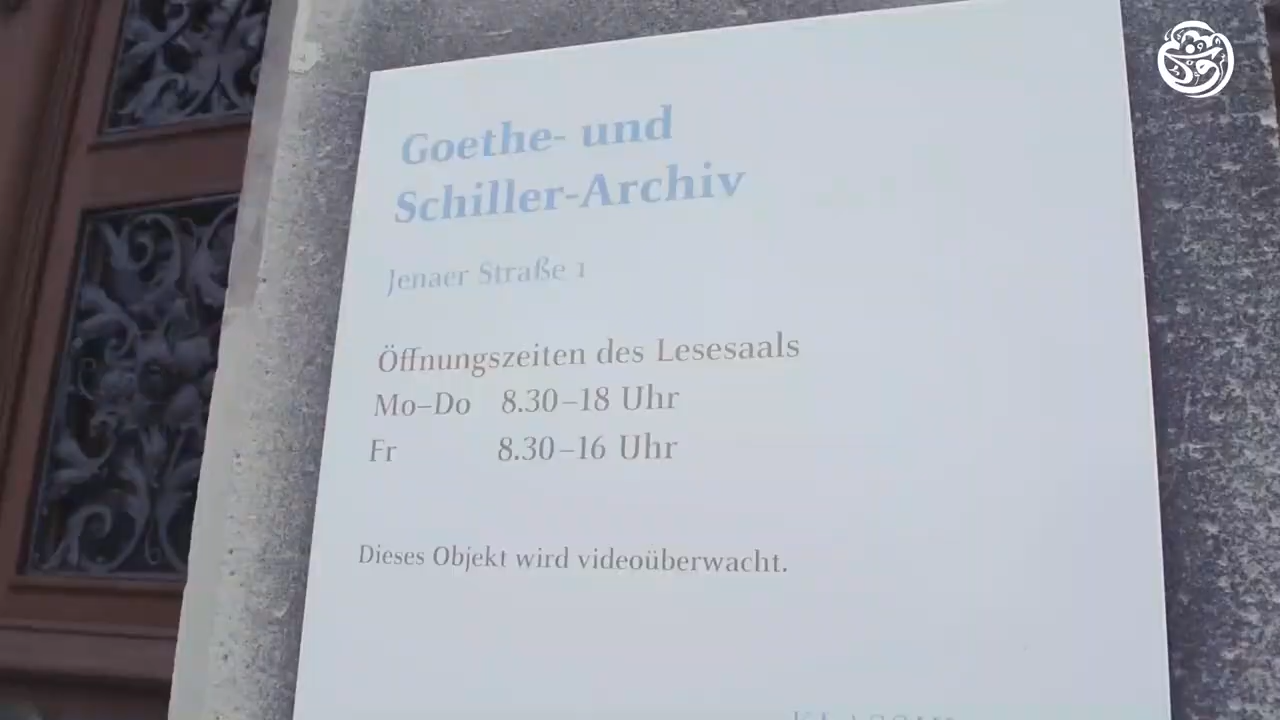 Goethe- und
Schiller-Archiv
Jenaer Straße 1
Öffnungszeiten des Lesesaals
Mo–Do 8.30–18 Uhr
Fr 8.30–16 Uhr
Dieses Objekt wird videoüberwacht.